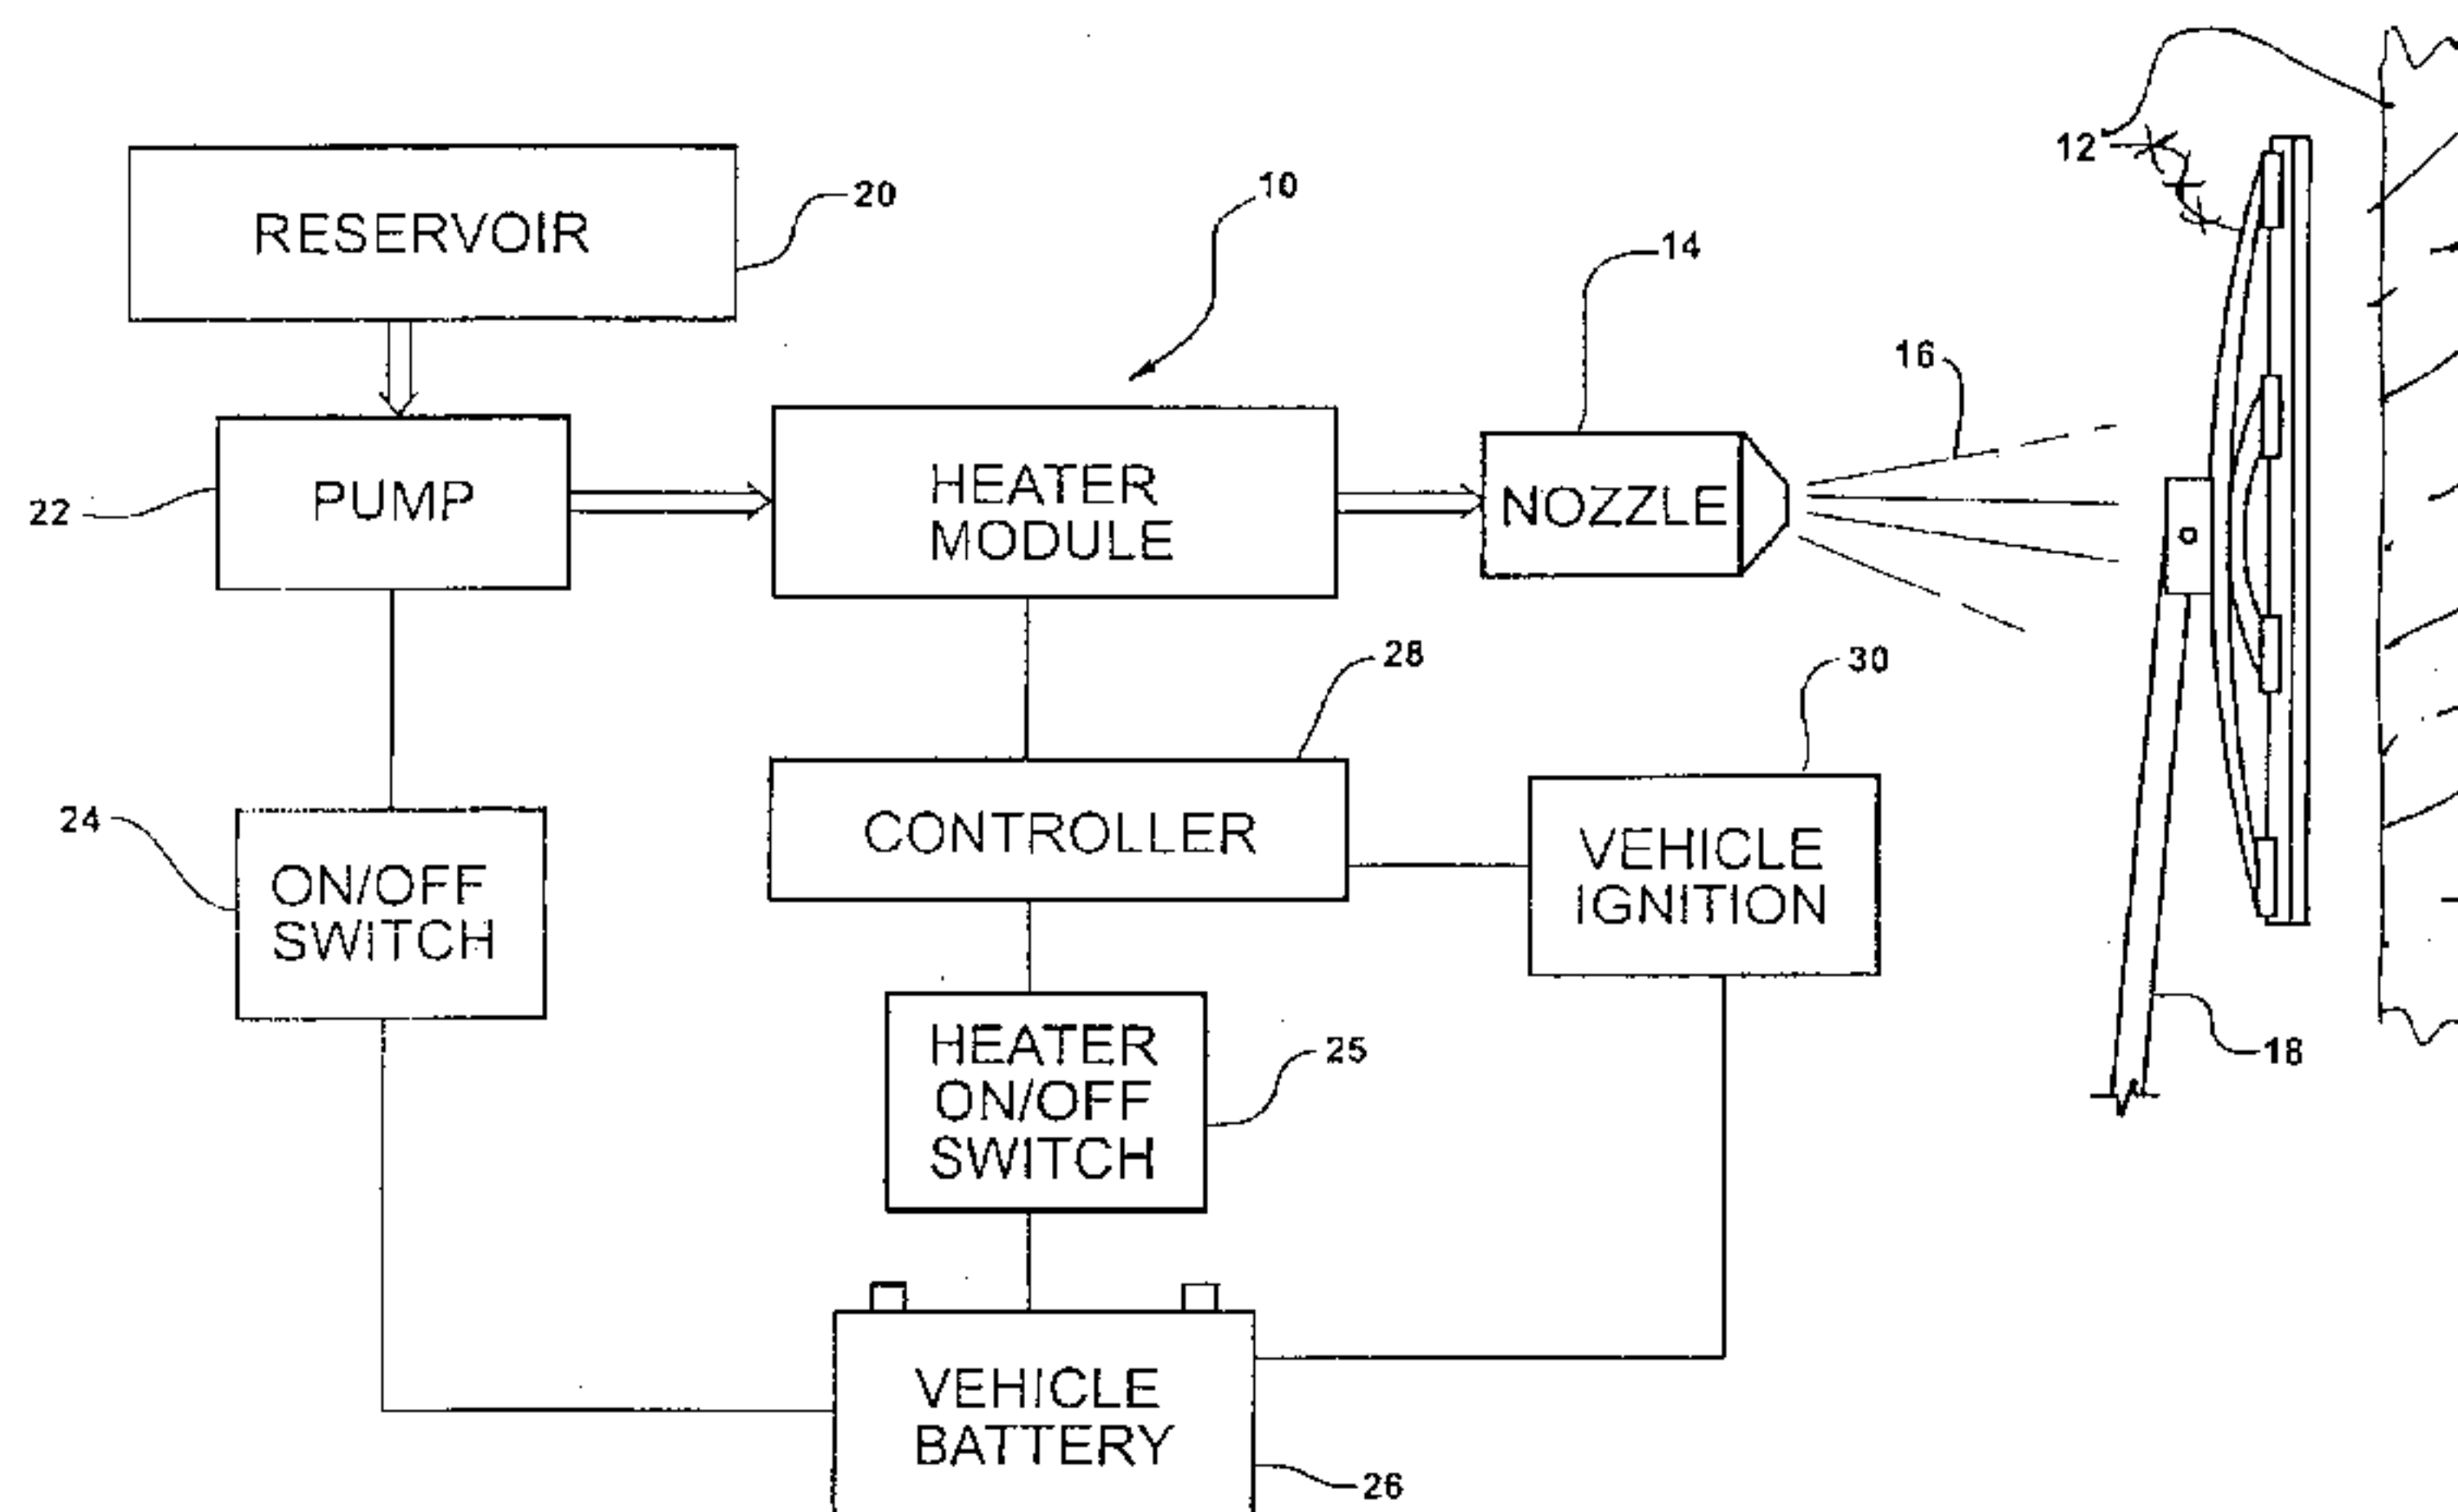 12
RESERVOIR
20
10
14
16
22
PUMP
HEATER
MODULE
NOZZLE
28
30
24
ON/OFF
SWITCH
CONTROLLER
VEHICLE
IGNITION
HEATER
ON/OFF
SWITCH
25
18
VEHICLE
BATTERY
26